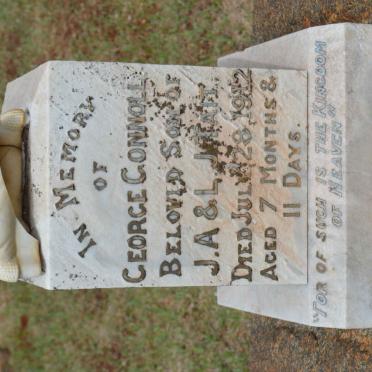 IN MEMORY
OF
GEORGE CONNOLL
BELOVED SON OF
J.A & L.J.
DIED JULY 28 1912
AGED 7 MONTHS &
11 DAYS.
"FOR OF SUCH IS THE KINGDOM
OF HEAVEN"